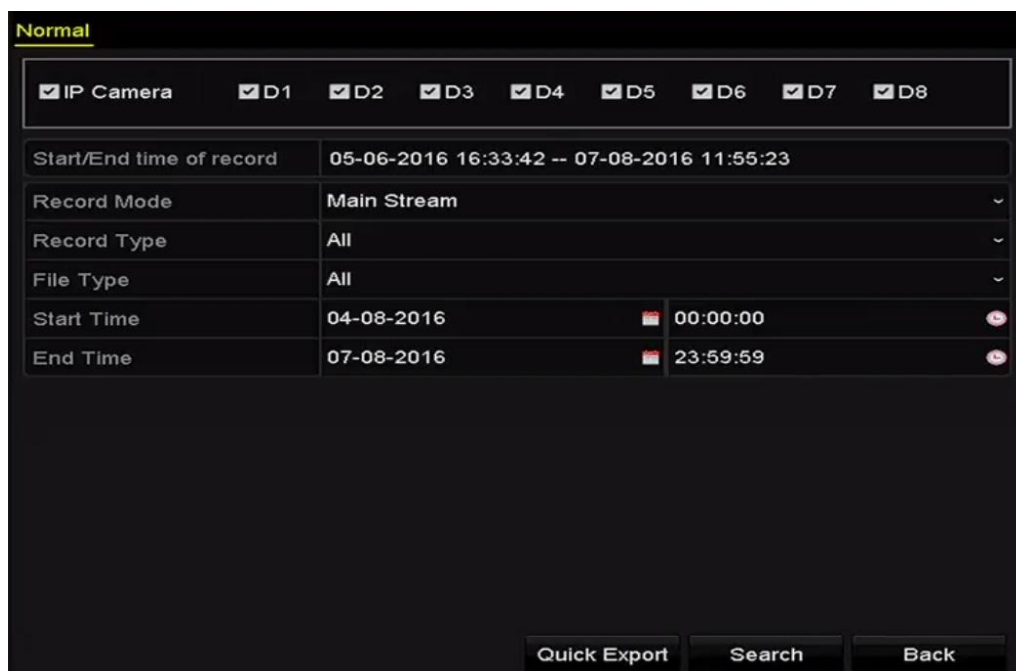 Normal
IP Camera D1 D2 D3 D4 D5 D6 D7 D8
Start/End time of record 05-06-2016 16:33:42 -- 07-08-2016 11:55:23
Record Mode Main Stream
Record Type All
File Type All
Start Time 04-08-2016 00:00:00
End Time 07-08-2016 23:59:59
Quick Export Search Back